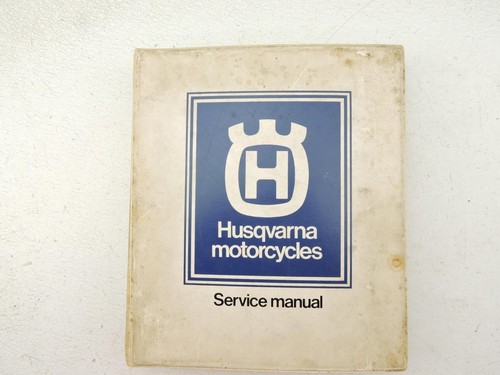 H
Husqvarna
motorcycles
Service manual